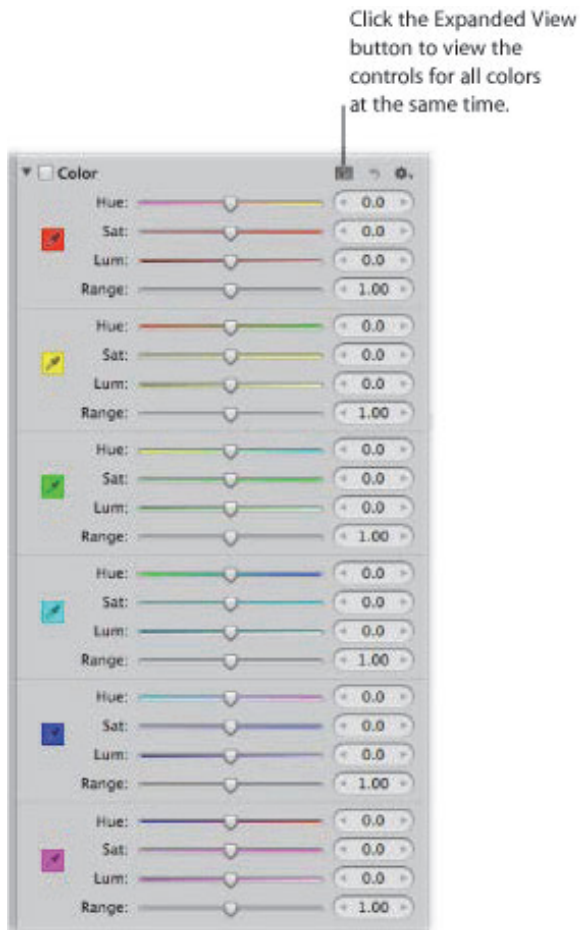 Click the Expanded View
button to view the
controls for all colors
at the same time.
Color
Hue: 0.0
Sat: 0.0
Lum: 0.0
Range: 1.00
Hue: 0.0
Sat: 0.0
Lum: 0.0
Range: 1.00
Hue: 0.0
Sat: 0.0
Lum: 0.0
Range: 1.00
Hue: 0.0
Sat: 0.0
Lum: 0.0
Range: 1.00
Hue: 0.0
Sat: 0.0
Lum: 0.0
Range: 1.00
Hue: 0.0
Sat: 0.0
Lum: 0.0
Range: 1.00